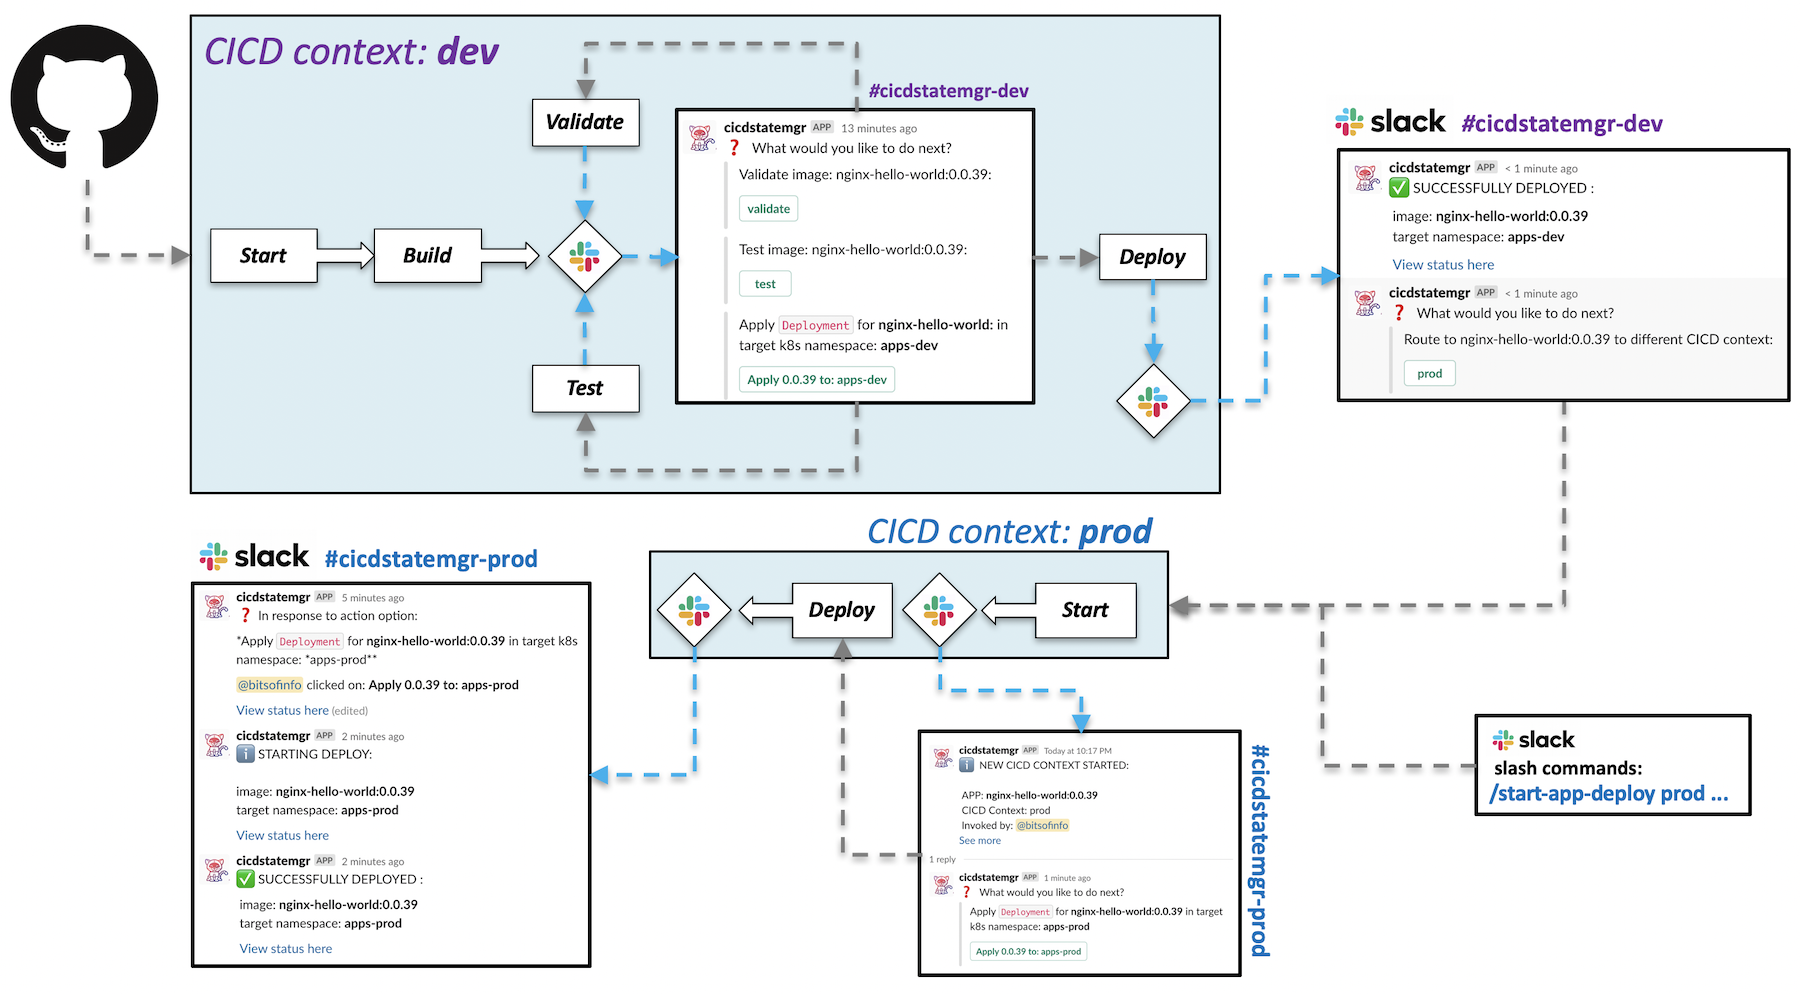 CICD context: dev
Validate
Start
Build
Test
Deploy
#cicdstatemgr-dev
cicdstatemgr APP 13 minutes ago
❓ What would you like to do next?
Validate image: nginx-hello-world:0.0.39:
validate
Test image: nginx-hello-world:0.0.39:
test
Apply Deployment for nginx-hello-world: in
target k8s namespace: apps-dev
Apply 0.0.39 to: apps-dev
slack #cicdstatemgr-dev
cicdstatemgr APP < 1 minute ago
✅ SUCCESSFULLY DEPLOYED :
image: nginx-hello-world:0.0.39
target namespace: apps-dev
View status here
cicdstatemgr APP < 1 minute ago
❓ What would you like to do next?
Route to nginx-hello-world:0.0.39 to different CICD context:
prod
CICD context: prod
Deploy
Start
slack #cicdstatemgr-prod
cicdstatemgr APP 5 minutes ago
❓ In response to action option:
*Apply Deployment for nginx-hello-world:0.0.39 in target k8s
namespace: *apps-prod**
@bitsofinfo clicked on: Apply 0.0.39 to: apps-prod
View status here (edited)
cicdstatemgr APP 2 minutes ago
ℹ️ STARTING DEPLOY:
image: nginx-hello-world:0.0.39
target namespace: apps-prod
View status here
cicdstatemgr APP 2 minutes ago
✅ SUCCESSFULLY DEPLOYED :
image: nginx-hello-world:0.0.39
target namespace: apps-prod
View status here
cicdstatemgr APP Today at 10:17 PM
ℹ️ NEW CICD CONTEXT STARTED:
APP: nginx-hello-world:0.0.39
CICD Context: prod
Invoked by: @bitsofinfo
See more
1 reply
cicdstatemgr APP 1 minute ago
❓ What would you like to do next?
Apply Deployment for nginx-hello-world:0.0.39 in target
k8s namespace: apps-prod
Apply 0.0.39 to: apps-prod
#cicdstatemgr-prod
slack
slash commands:
/start-app-deploy prod ...